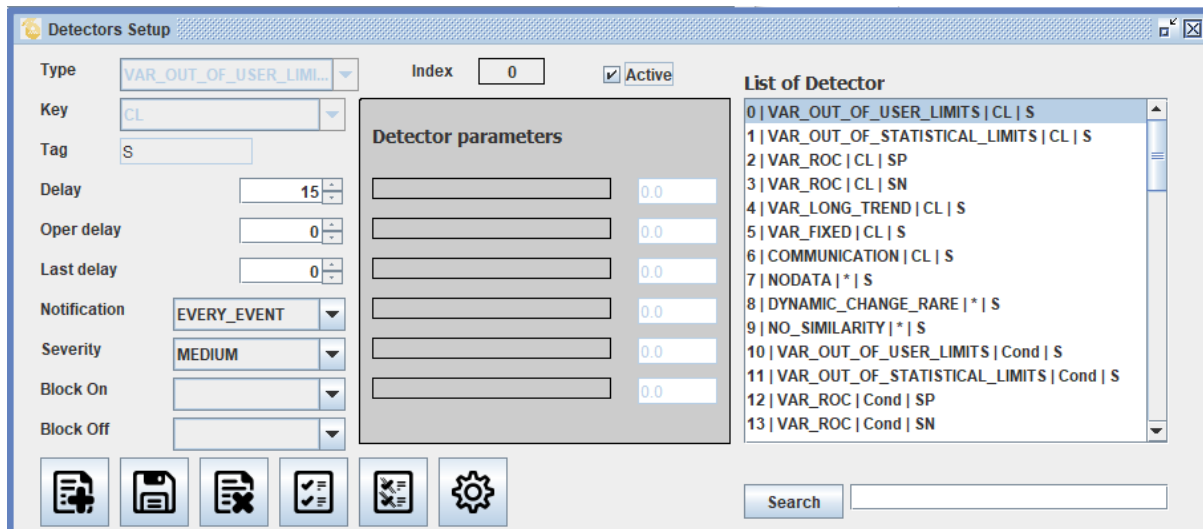 Detectors Setup
Type
VAR_OUT_OF_USER_LIMI...
Index
0
Active
Key
CL
Tag
S
Delay
15
Oper delay
0
Last delay
0
Notification
EVERY_EVENT
Severity
MEDIUM
Block On
Block Off
Detector parameters
0.0
0.0
0.0
0.0
0.0
0.0
List of Detector
0 | VAR_OUT_OF_USER_LIMITS | CL | S
1 | VAR_OUT_OF_STATISTICAL_LIMITS | CL | S
2 | VAR_ROC | CL | SP
3 | VAR_ROC | CL | SN
4 | VAR_LONG_TREND | CL | S
5 | VAR_FIXED | CL | S
6 | COMMUNICATION | CL | S
7 | NODATA | * | S
8 | DYNAMIC_CHANGE_RARE | * | S
9 | NO_SIMILARITY | * | S
10 | VAR_OUT_OF_USER_LIMITS | Cond | S
11 | VAR_OUT_OF_STATISTICAL_LIMITS | Cond | S
12 | VAR_ROC | Cond | SP
13 | VAR_ROC | Cond | SN
Search